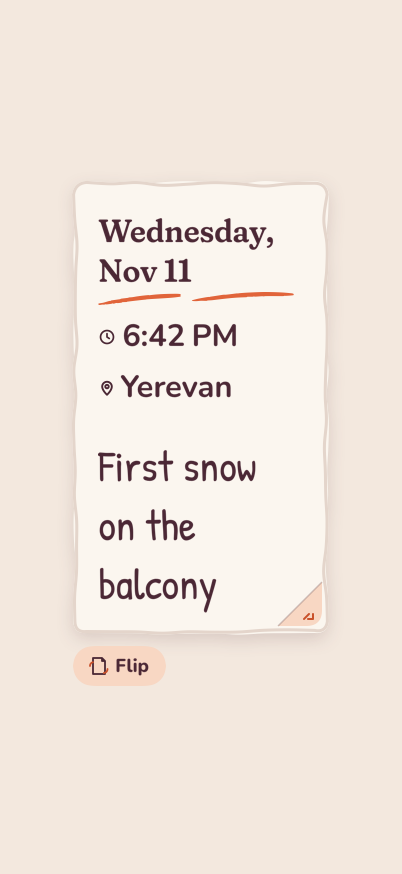 Wednesday,
Nov 11
6:42 PM
Yerevan
First snow
on the
balcony
Flip